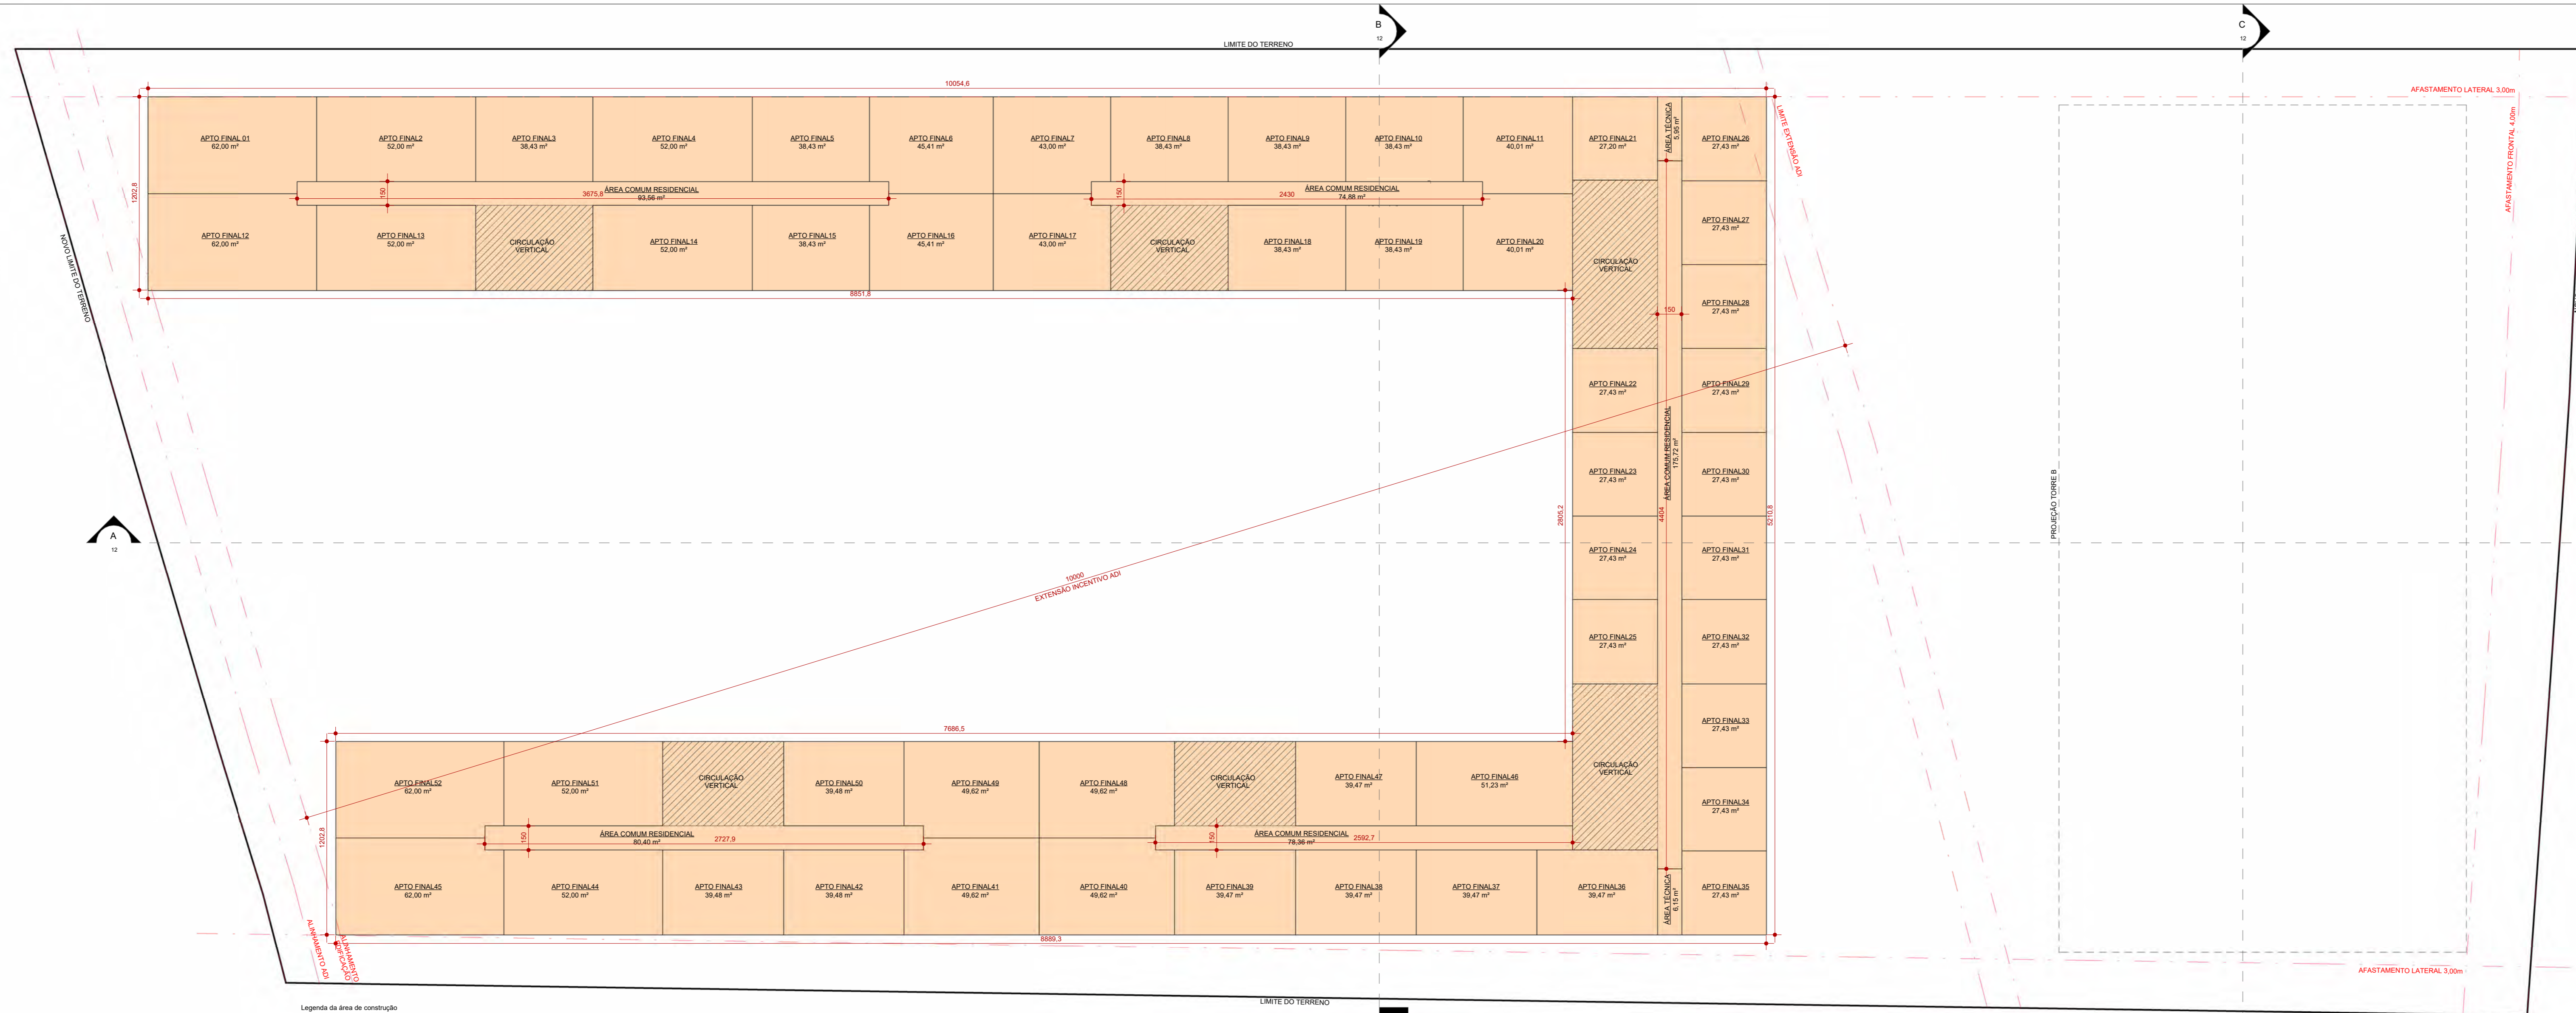 B
12
C
12
LIMITE DO TERRENO
10054,6
AFASTAMENTO LATERAL 3,00m
AFASTAMENTO FRONTAL 4,00m
LIMITE EXTENSÃO ADI
1202,8
APTO FINAL 01
62,00 m²
APTO FINAL2
52,00 m²
APTO FINAL3
38,43 m²
APTO FINAL4
52,00 m²
APTO FINAL5
38,43 m²
APTO FINAL6
45,41 m²
APTO FINAL7
43,00 m²
APTO FINAL8
38,43 m²
APTO FINAL9
38,43 m²
APTO FINAL10
38,43 m²
APTO FINAL11
40,01 m²
APTO FINAL21
27,20 m²
ÁREA TÉCNICA
5,95 m²
APTO FINAL26
27,43 m²
150
3675,8
ÁREA COMUM RESIDENCIAL
93,56 m²
150
2430
ÁREA COMUM RESIDENCIAL
74,88 m²
APTO FINAL12
62,00 m²
APTO FINAL13
52,00 m²
CIRCULAÇÃO
VERTICAL
APTO FINAL14
52,00 m²
APTO FINAL15
38,43 m²
APTO FINAL16
45,41 m²
APTO FINAL17
43,00 m²
CIRCULAÇÃO
VERTICAL
APTO FINAL18
38,43 m²
APTO FINAL19
38,43 m²
APTO FINAL20
40,01 m²
CIRCULAÇÃO
VERTICAL
APTO FINAL27
27,43 m²
NOVO LIMITE DO TERRENO
8851,8
150
APTO FINAL28
27,43 m²
APTO FINAL22
27,43 m²
APTO FINAL29
27,43 m²
ÁREA COMUM RESIDENCIAL
175,72 m²
4404
APTO FINAL23
27,43 m²
APTO FINAL30
27,43 m²
2805,2
5210,8
PROJEÇÃO TORRE B
A
12
APTO FINAL24
27,43 m²
APTO FINAL31
27,43 m²
10000
EXTENSÃO INCENTIVO ADI
APTO FINAL25
27,43 m²
APTO FINAL32
27,43 m²
APTO FINAL33
27,43 m²
7686,5
1202,8
APTO FINAL52
62,00 m²
APTO FINAL51
52,00 m²
CIRCULAÇÃO
VERTICAL
APTO FINAL50
39,48 m²
APTO FINAL49
49,62 m²
APTO FINAL48
49,62 m²
CIRCULAÇÃO
VERTICAL
APTO FINAL47
39,47 m²
APTO FINAL46
51,23 m²
CIRCULAÇÃO
VERTICAL
APTO FINAL34
27,43 m²
150
ÁREA COMUM RESIDENCIAL
80,40 m²
2727,9
150
ÁREA COMUM RESIDENCIAL
78,36 m²
2592,7
APTO FINAL45
62,00 m²
APTO FINAL44
52,00 m²
APTO FINAL43
39,48 m²
APTO FINAL42
39,48 m²
APTO FINAL41
49,62 m²
APTO FINAL40
49,62 m²
APTO FINAL39
39,47 m²
APTO FINAL38
39,47 m²
APTO FINAL37
39,47 m²
APTO FINAL36
39,47 m²
ÁREA TÉCNICA
6,15 m²
APTO FINAL35
27,43 m²
8889,3
ALINHAMENTO ADI
ALINHAMENTO
EDIFICAÇÃO
AFASTAMENTO LATERAL 3,00m
LIMITE DO TERRENO
Legenda da área de construção